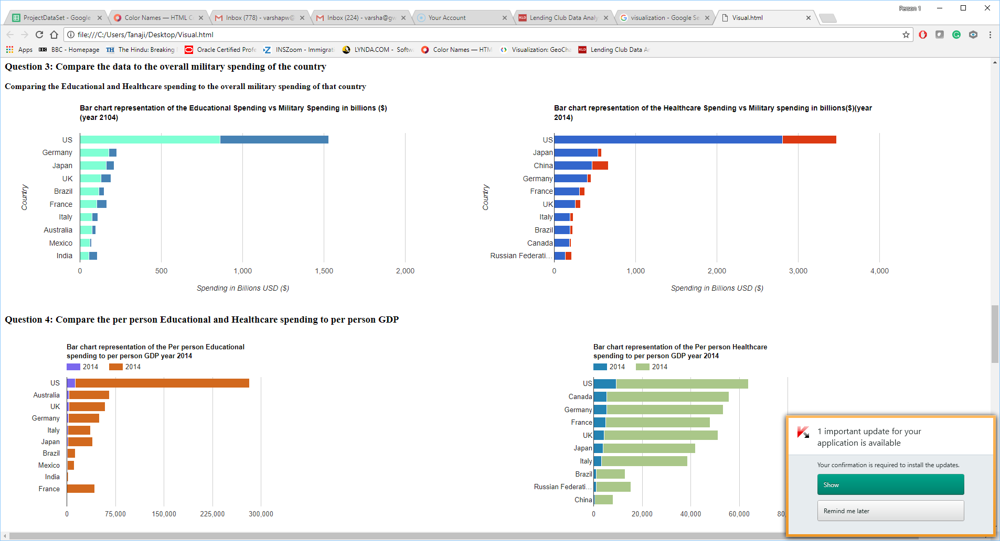 Person 1
ProjectDataSet - Google
Color Names — HTML C
Inbox (778) - varshapw@
Inbox (224) - varsha@gw
Your Account
KLD
Lending Club Data Analy
visualization - Google Se
Visual.html
file:///C:/Users/Tanaji/Desktop/Visual.html
Apps
BBC
BBC - Homepage
TH
The Hindu: Breaking
Oracle Certified Profe
INSZoom - Immigrati
LYNDA.COM - Softw
Color Names — HTM
Visualization: GeoCha
KLD
Lending Club Data An
Question 3: Compare the data to the overall military spending of the country
Comparing the Educational and Healthcare spending to the overall military spending of that country
Bar chart representation of the Educational Spending vs Military Spending in billions ($)
(year 2104)
Country
US
Germany
Japan
UK
Brazil
France
Italy
Australia
Mexico
India
0 500 1,000 1,500 2,000
Spending in Billions USD ($)
Bar chart representation of the Healthcare Spending vs Military spending in billions($)(year
2014)
Country
US
Japan
China
Germany
France
UK
Italy
Brazil
Canada
Russian Federati...
0 1,000 2,000 3,000 4,000
Spending in Billions USD ($)
Question 4: Compare the per person Educational and Healthcare spending to per person GDP
Bar chart representation of the Per person Educational
spending to per person GDP year 2014
2014 2014
US
Australia
UK
Germany
Italy
Japan
Brazil
Mexico
India
France
0 75,000 150,000 225,000 300,000
Bar chart representation of the Per person Healthcare
spending to per person GDP year 2014
2014 2014
US
Canada
Germany
France
UK
Japan
Italy
Brazil
Russian Federati...
China
0 20,000 40,000 60,000 80,
1 important update for your
application is available
Your confirmation is required to install the updates.
Show
Remind me later